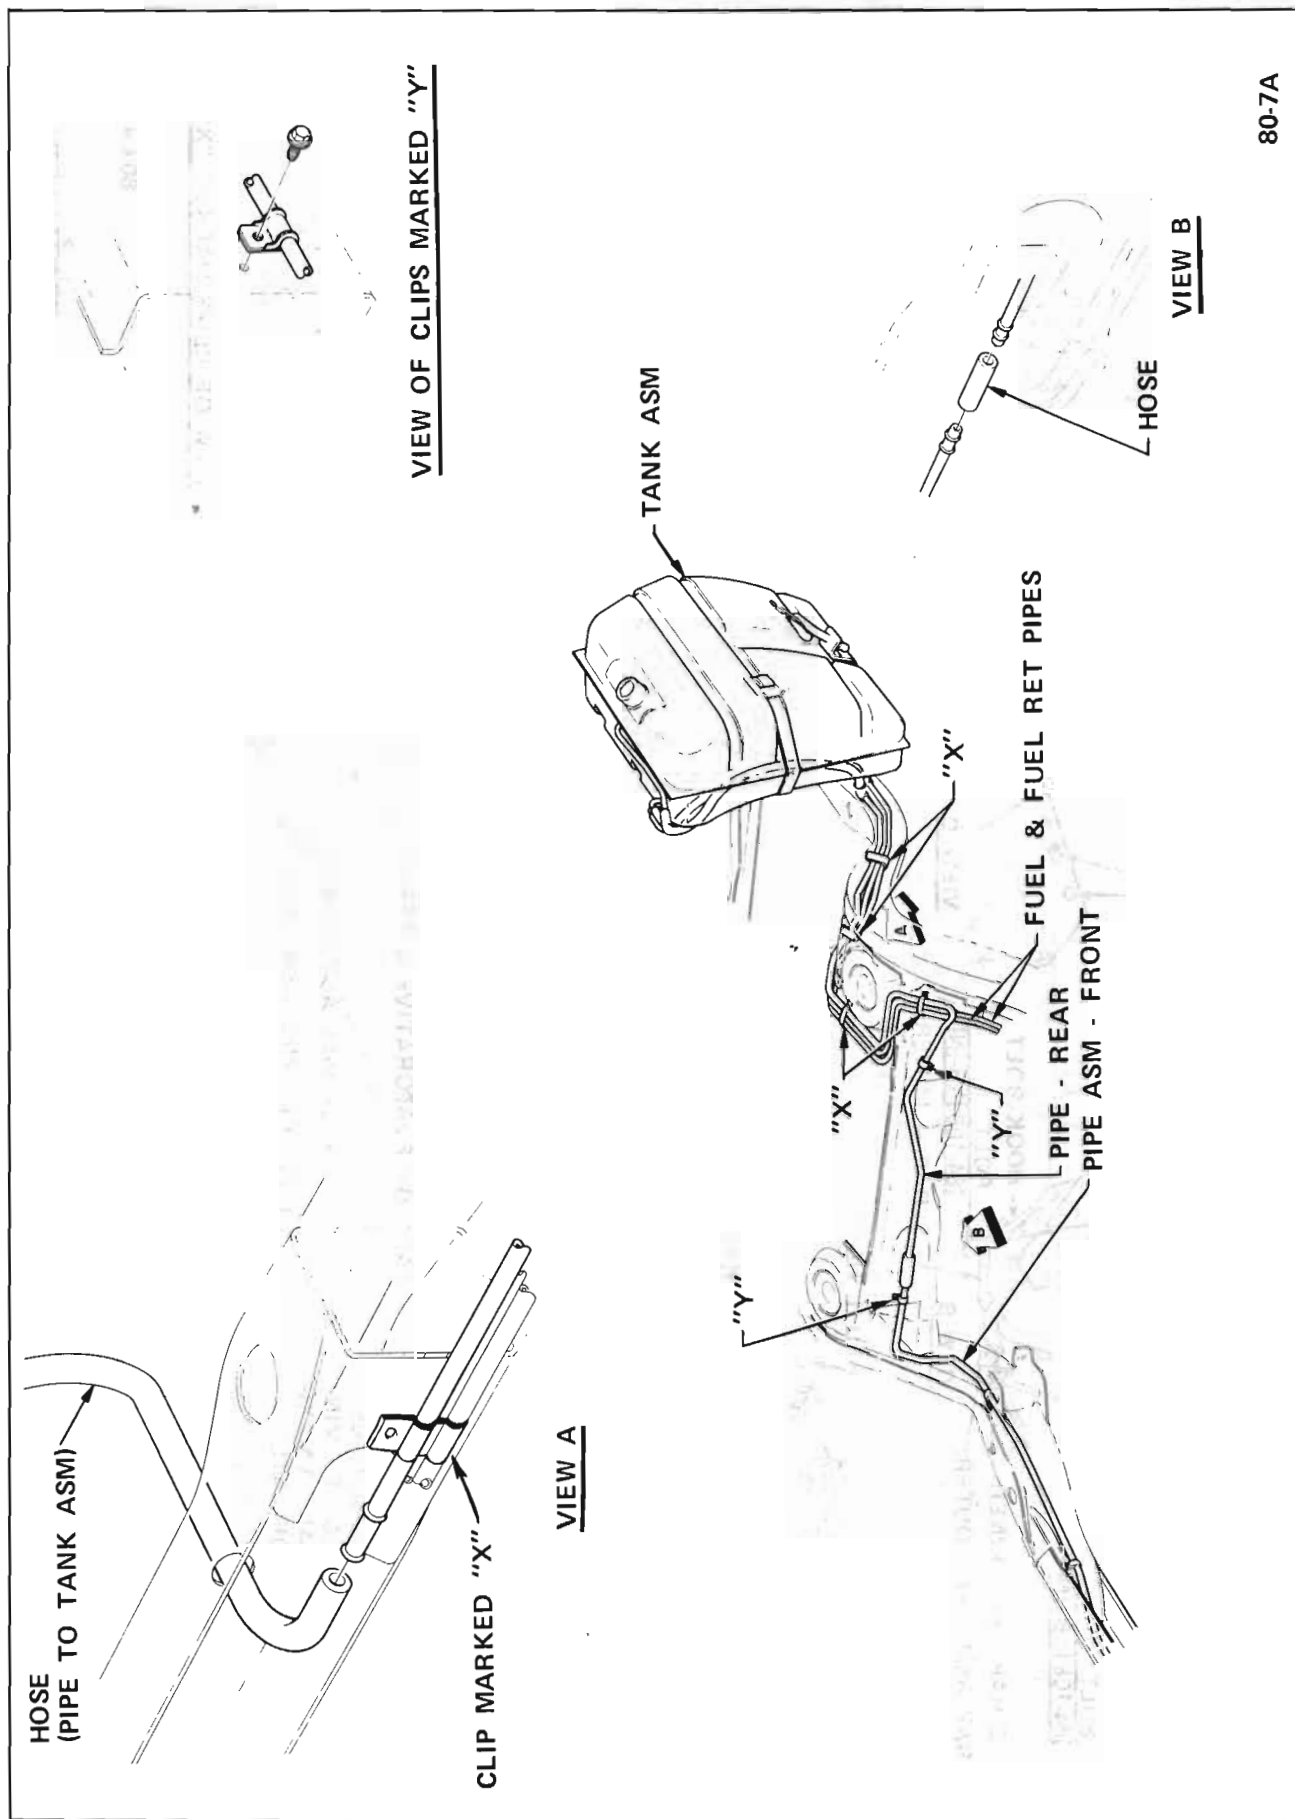 HOSE
(PIPE TO TANK ASM)
CLIP MARKED "X"
VIEW A
VIEW OF CLIPS MARKED "Y"
TANK ASM
"X"
"X"
"Y"
"Y"
A
B
FUEL & FUEL RET PIPES
PIPE - REAR
PIPE ASM - FRONT
HOSE
VIEW B
80-7A